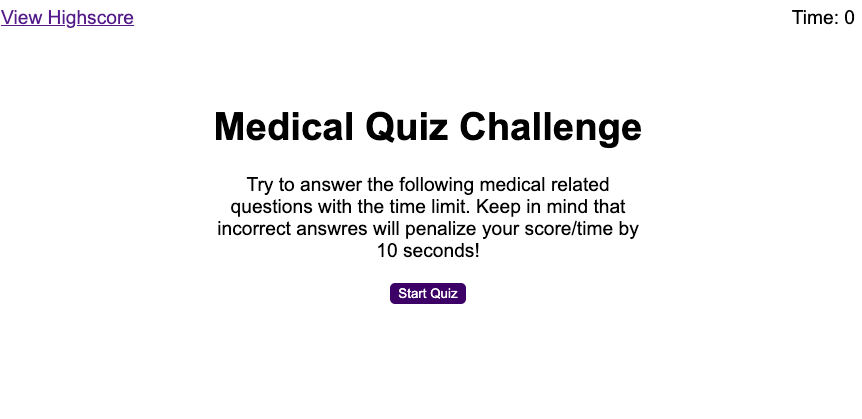 View Highscore
Time: 0
Medical Quiz Challenge
Try to answer the following medical related
questions with the time limit. Keep in mind that
incorrect answres will penalize your score/time by
10 seconds!
Start Quiz